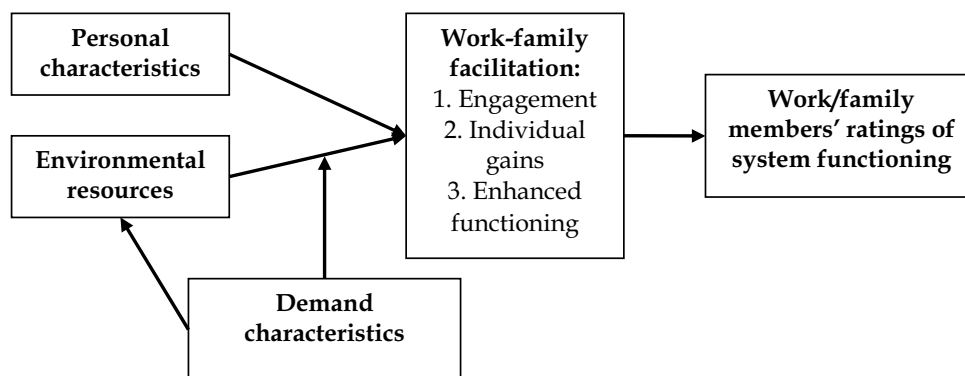 Personal
characteristics
Environmental
resources
Demand
characteristics
Work-family
facilitation:
1. Engagement
2. Individual
gains
3. Enhanced
functioning
Work/family
members’ ratings of
system functioning